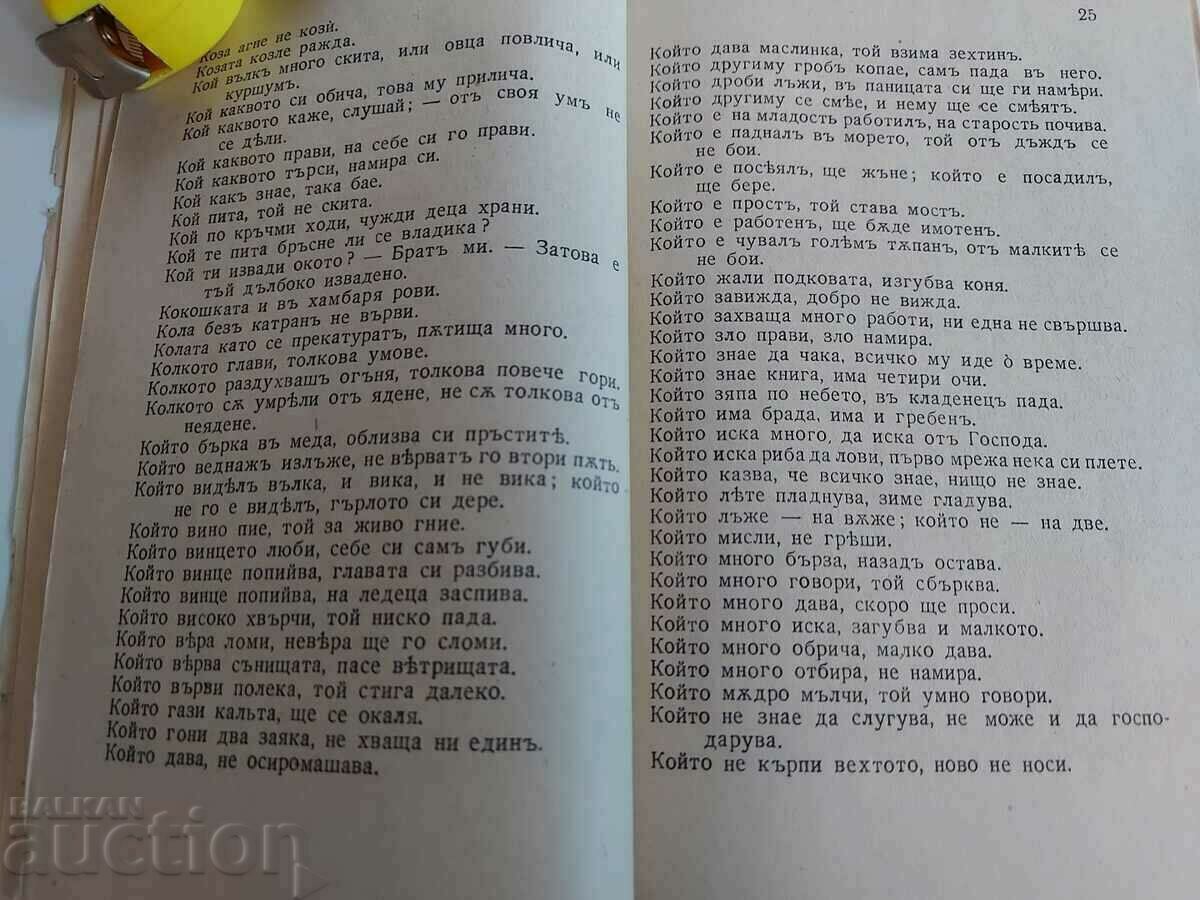 Коза агне не козѝ.
Козата козле ражда.
Кой вълкъ много скита, или овца повлича, или
куршумъ.
Кой каквото си обича, това му прилича.
Кой каквото каже, слушай; — отъ своя умъ не
се дѣли.
Кой каквото прави, на себе си го прави.
Кой каквото търси, намира си.
Кой какъ знае, така бае.
Кой пита, той не скита.
Кой по кръчми ходи, чужди деца храни.
Кой те пита бръсне ли се владика?
Кой ти извади окото? — Братъ ми. — Затова е
тъй дълбоко извадено.
Кокошката и въ хамбаря рови.
Кола безъ катранъ не върви.
Колата като се прекатуратъ, пѫтища много.
Колкото глави, толкова умове.
Колкото раздухвашъ огъня, толкова повече гори.
Колкото сѫ умрѣли отъ ядене, не сѫ толкова отъ
неядене.
Който бърка въ меда, облизва си пръститѣ.
Който веднажъ излъже, не вѣрватъ го втори пѫть.
Който видѣлъ вълка, и вика, и не вика; който
не го е видѣлъ, гърлото си дере.
Който вино пие, той за живо гние.
Който винцето люби, себе си самъ губи.
Който винце попийва, главата си разбива.
Който винце попийва, на ледеца заспива.
Който високо хвърчи, той ниско пада.
Който вѣра ломи, невѣра ще го сломи.
Който вѣрва сънищата, пасе вѣтрищата.
Който върви полека, той стига далеко.
Който гази кальта, ще се окаля.
Който гони два заяка, не хваща ни единъ.
Който дава, не осиромашава.
25
Който дава маслинка, той взима зехтинъ.
Който другиму гробъ копае, самъ пада въ него.
Който дроби лъжи, въ паницата си ще ги намѣри.
Който другиму се смѣе, и нему ще се смѣятъ.
Който е на младость работилъ, на старость почива.
Който е падналъ въ морето, той отъ дъждъ се
не бои.
Който е посѣялъ, ще жъне; който е посадилъ,
ще бере.
Който е простъ, той става мостъ.
Който е работенъ, ще бѫде имотенъ.
Който е чувалъ голѣмъ тѫпанъ, отъ малкитѣ се
не бои.
Който жали подковата, изгубва коня.
Който завижда, добро не вижда.
Който захваща много работи, ни една не свършва.
Който зло прави, зло намира.
Който знае да чака, всичко му иде ò време.
Който знае книга, има четири очи.
Който зяпа по небето, въ кладенецъ пада.
Който има брада, има и гребенъ.
Който иска много, да иска отъ Господа.
Който иска риба да лови, първо мрежа нека си плете.
Който казва, че всичко знае, нищо не знае.
Който лѣте пладнува, зиме гладува.
Който лъже — на вѫже; който не — на две.
Който мисли, не грѣши.
Който много бърза, назадъ остава.
Който много говори, той сбърква.
Който много дава, скоро ще проси.
Който много иска, загубва и малкото.
Който много обрича, малко дава.
Който много отбира, не намира.
Който мѫдро мълчи, той умно говори.
Който не знае да слугува, не може и да госпо-
дарува.
Който не кърпи вехтото, ново не носи.
BALKAN
auction